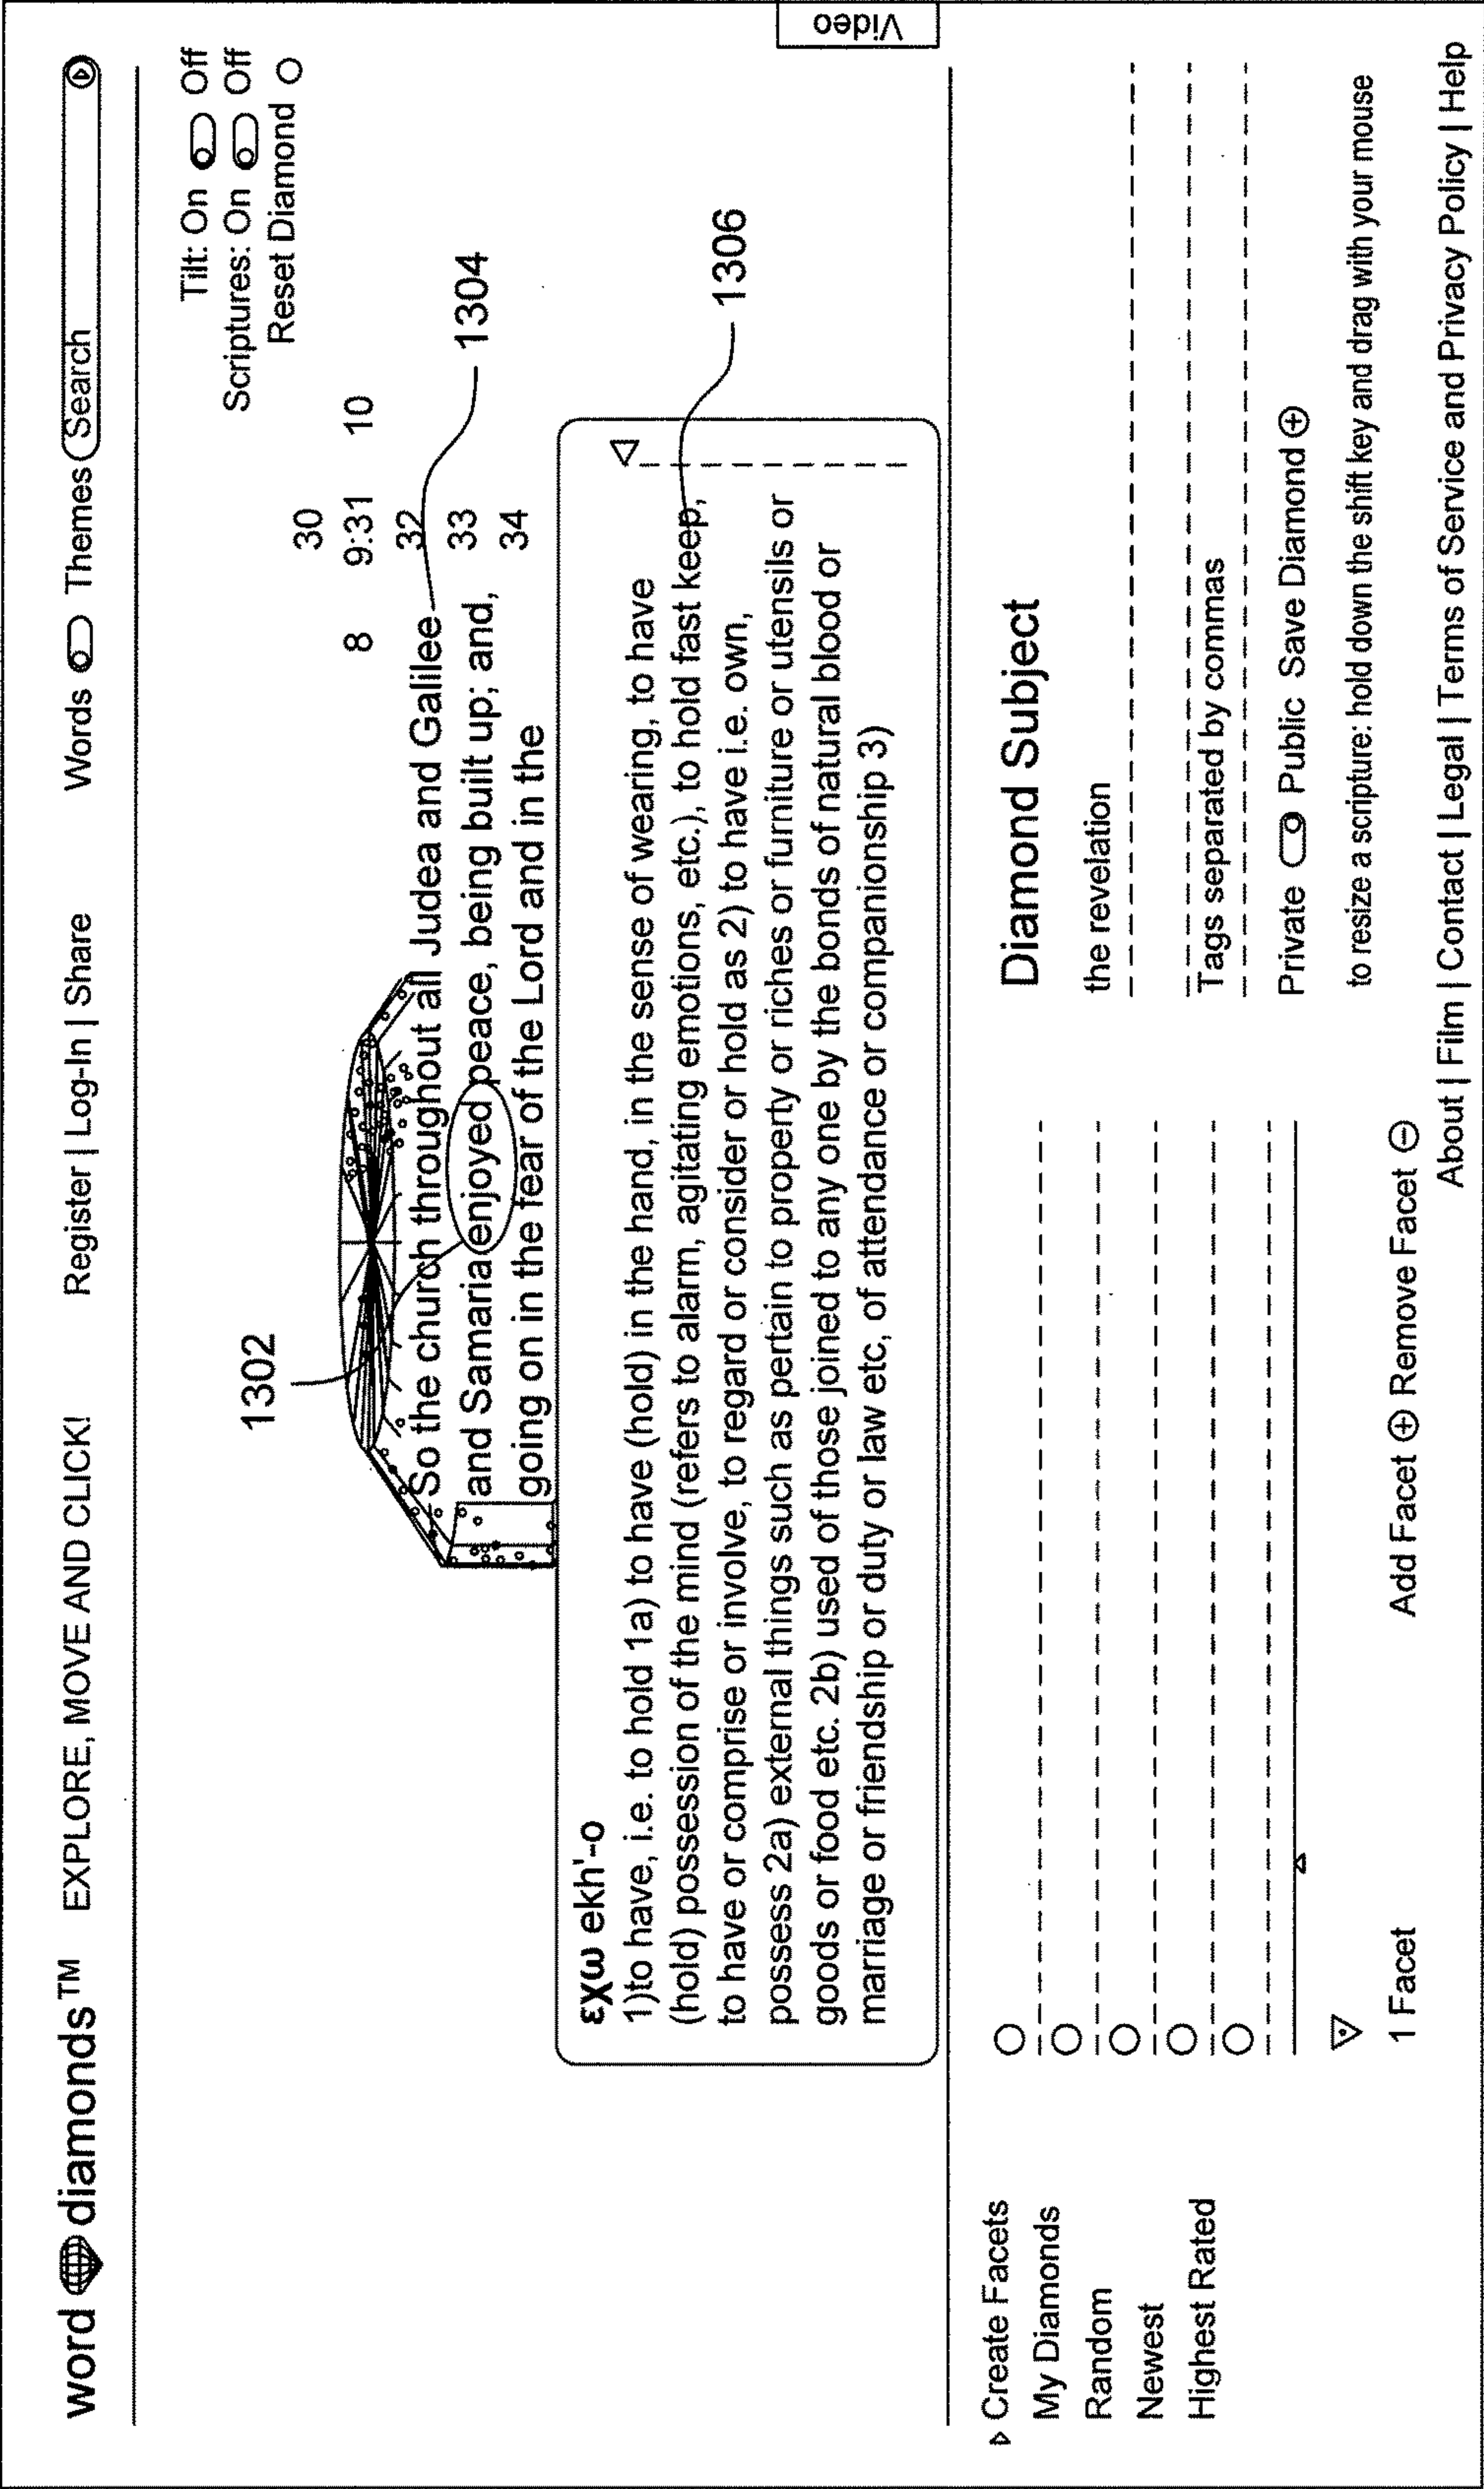 word diamonds™ EXPLORE, MOVE AND CLICK! Register | Log-In | Share Words Themes Search
Tilt: On Off
Scriptures: On Off
Reset Diamond
1302
30
8 9:31 10
32
33
34
1304
So the church throughout all Judea and Galilee
and Samaria enjoyed peace, being built up; and,
going on in the fear of the Lord and in the
εχω ekh'-o
1)to have, i.e. to hold 1a) to have (hold) in the hand, in the sense of wearing, to have
(hold) possession of the mind (refers to alarm, agitating emotions, etc.), to hold fast keep,
to have or comprise or involve, to regard or consider or hold as 2) to have i.e. own,
possess 2a) external things such as pertain to property or riches or furniture or utensils or
goods or food etc. 2b) used of those joined to any one by the bonds of natural blood or
marriage or friendship or duty or law etc, of attendance or companionship 3)
1306
Video
Create Facets
My Diamonds
Random
Newest
Highest Rated
1 Facet
Add Facet Remove Facet
Diamond Subject
the revelation
Tags separated by commas
Private Public Save Diamond
to resize a scripture: hold down the shift key and drag with your mouse
About | Film | Contact | Legal | Terms of Service and Privacy Policy | Help